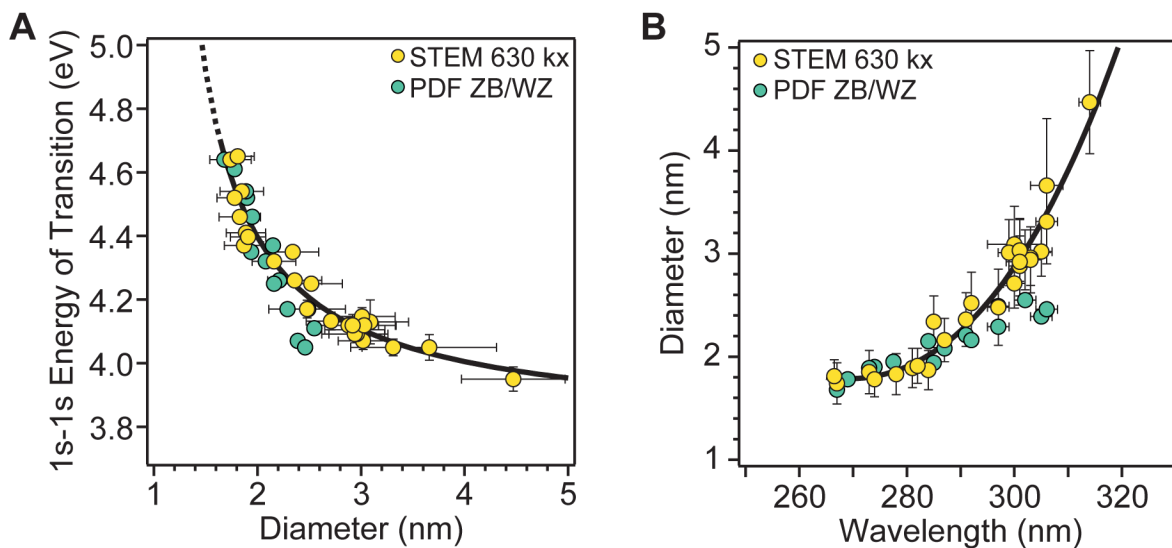 A
1s-1s Energy of Transition (eV)
5.0
4.8
4.6
4.4
4.2
4.0
3.8
STEM 630 kx
PDF ZB/WZ
1 2 3 4 5
Diameter (nm)
B
Diameter (nm)
5
4
3
2
1
STEM 630 kx
PDF ZB/WZ
260 280 300 320
Wavelength (nm)